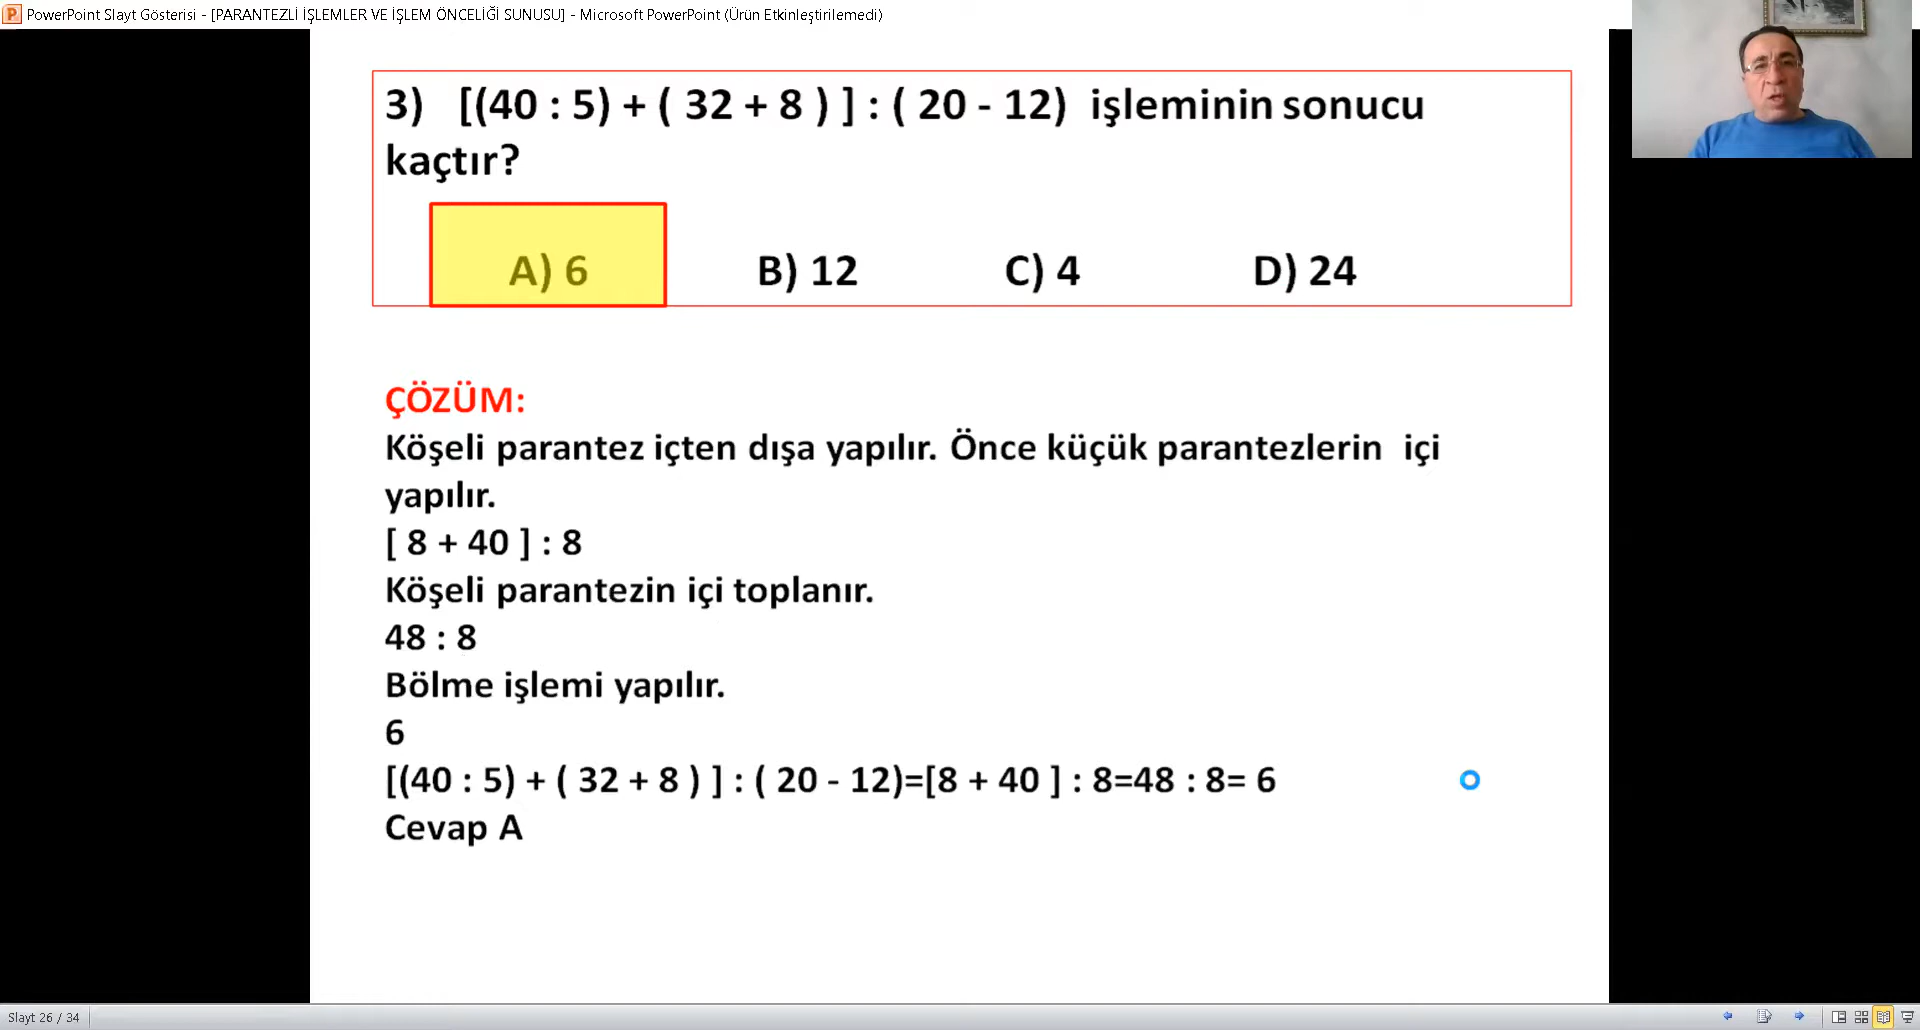 PowerPoint Slayt Gösterisi - [PARANTEZLİ İŞLEMLER VE İŞLEM ÖNCELİĞİ SUNUSU] - Microsoft PowerPoint (Ürün Etkinleştirilemedi)
3) [(40 : 5) + ( 32 + 8 ) ] : ( 20 - 12) işleminin sonucu
kaçtır?
A) 6 B) 12 C) 4 D) 24
ÇÖZÜM:
Köşeli parantez içten dışa yapılır. Önce küçük parantezlerin içi
yapılır.
[ 8 + 40 ] : 8
Köşeli parantezin içi toplanır.
48 : 8
Bölme işlemi yapılır.
6
[(40 : 5) + ( 32 + 8 ) ] : ( 20 - 12)=[8 + 40 ] : 8=48 : 8= 6
Cevap A
Slayt 26 / 34